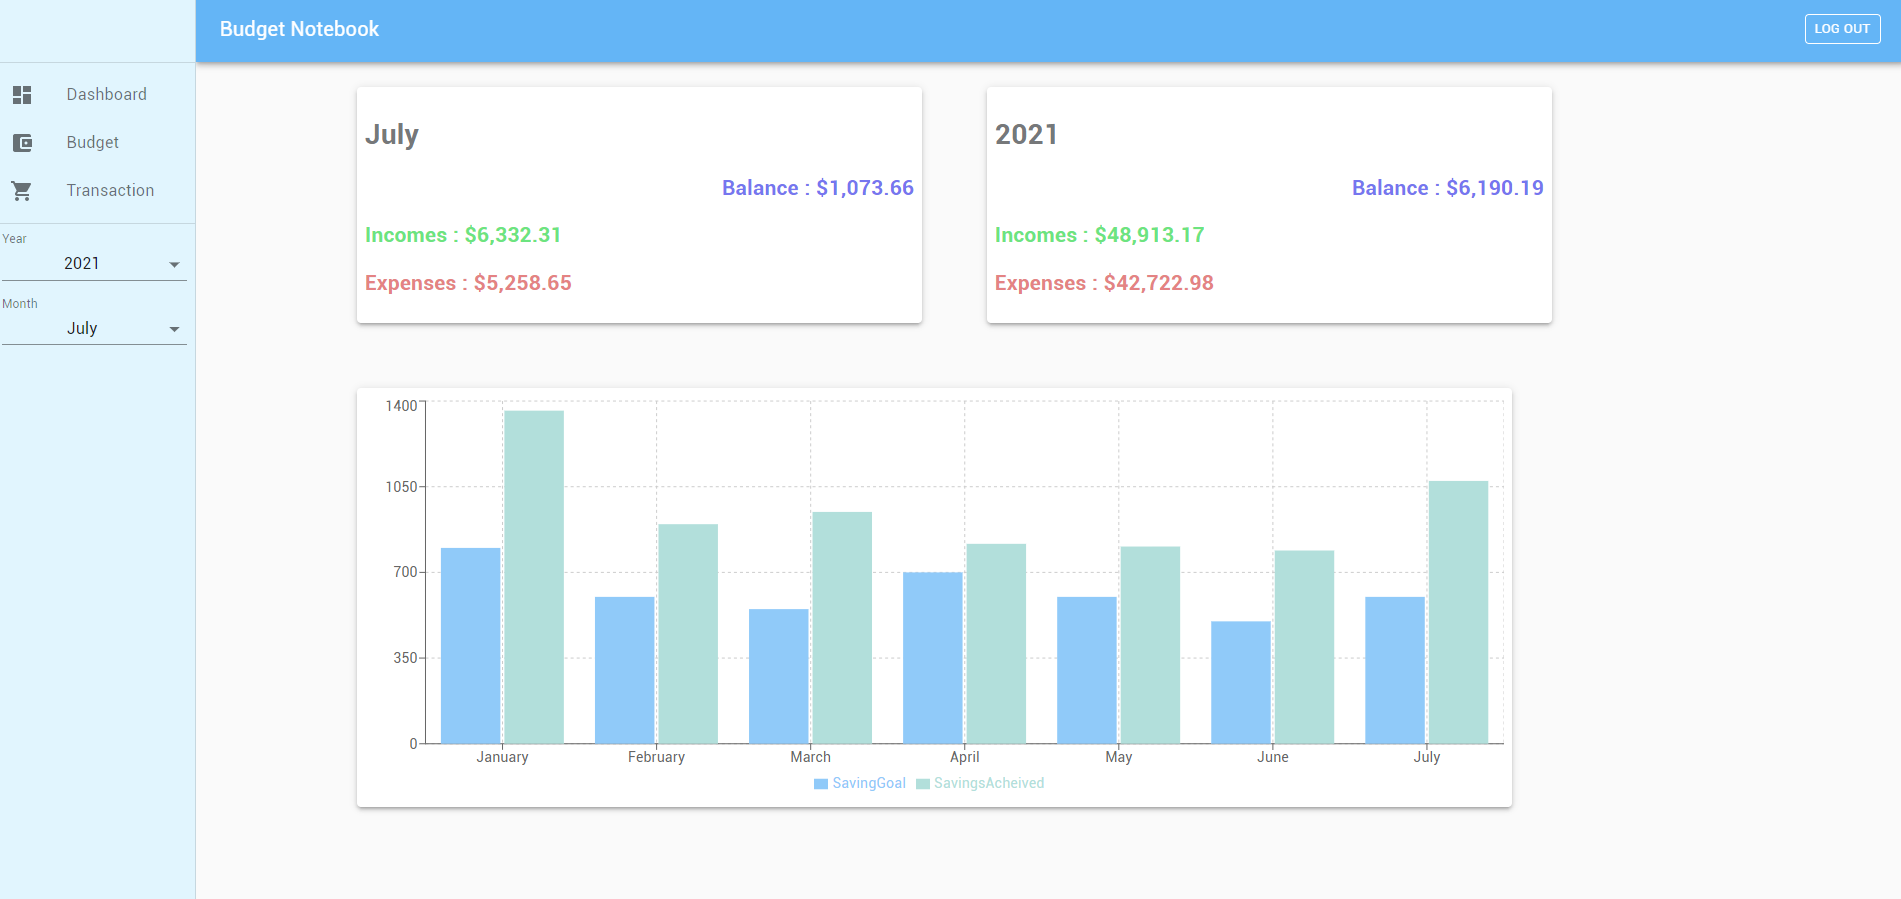 Budget Notebook
LOG OUT
Dashboard
Budget
Transaction
Year
2021
Month
July
July
Balance : $1,073.66
Incomes : $6,332.31
Expenses : $5,258.65
2021
Balance : $6,190.19
Incomes : $48,913.17
Expenses : $42,722.98
1400
1050
700
350
0
January February March April May June July
SavingGoal SavingsAcheived